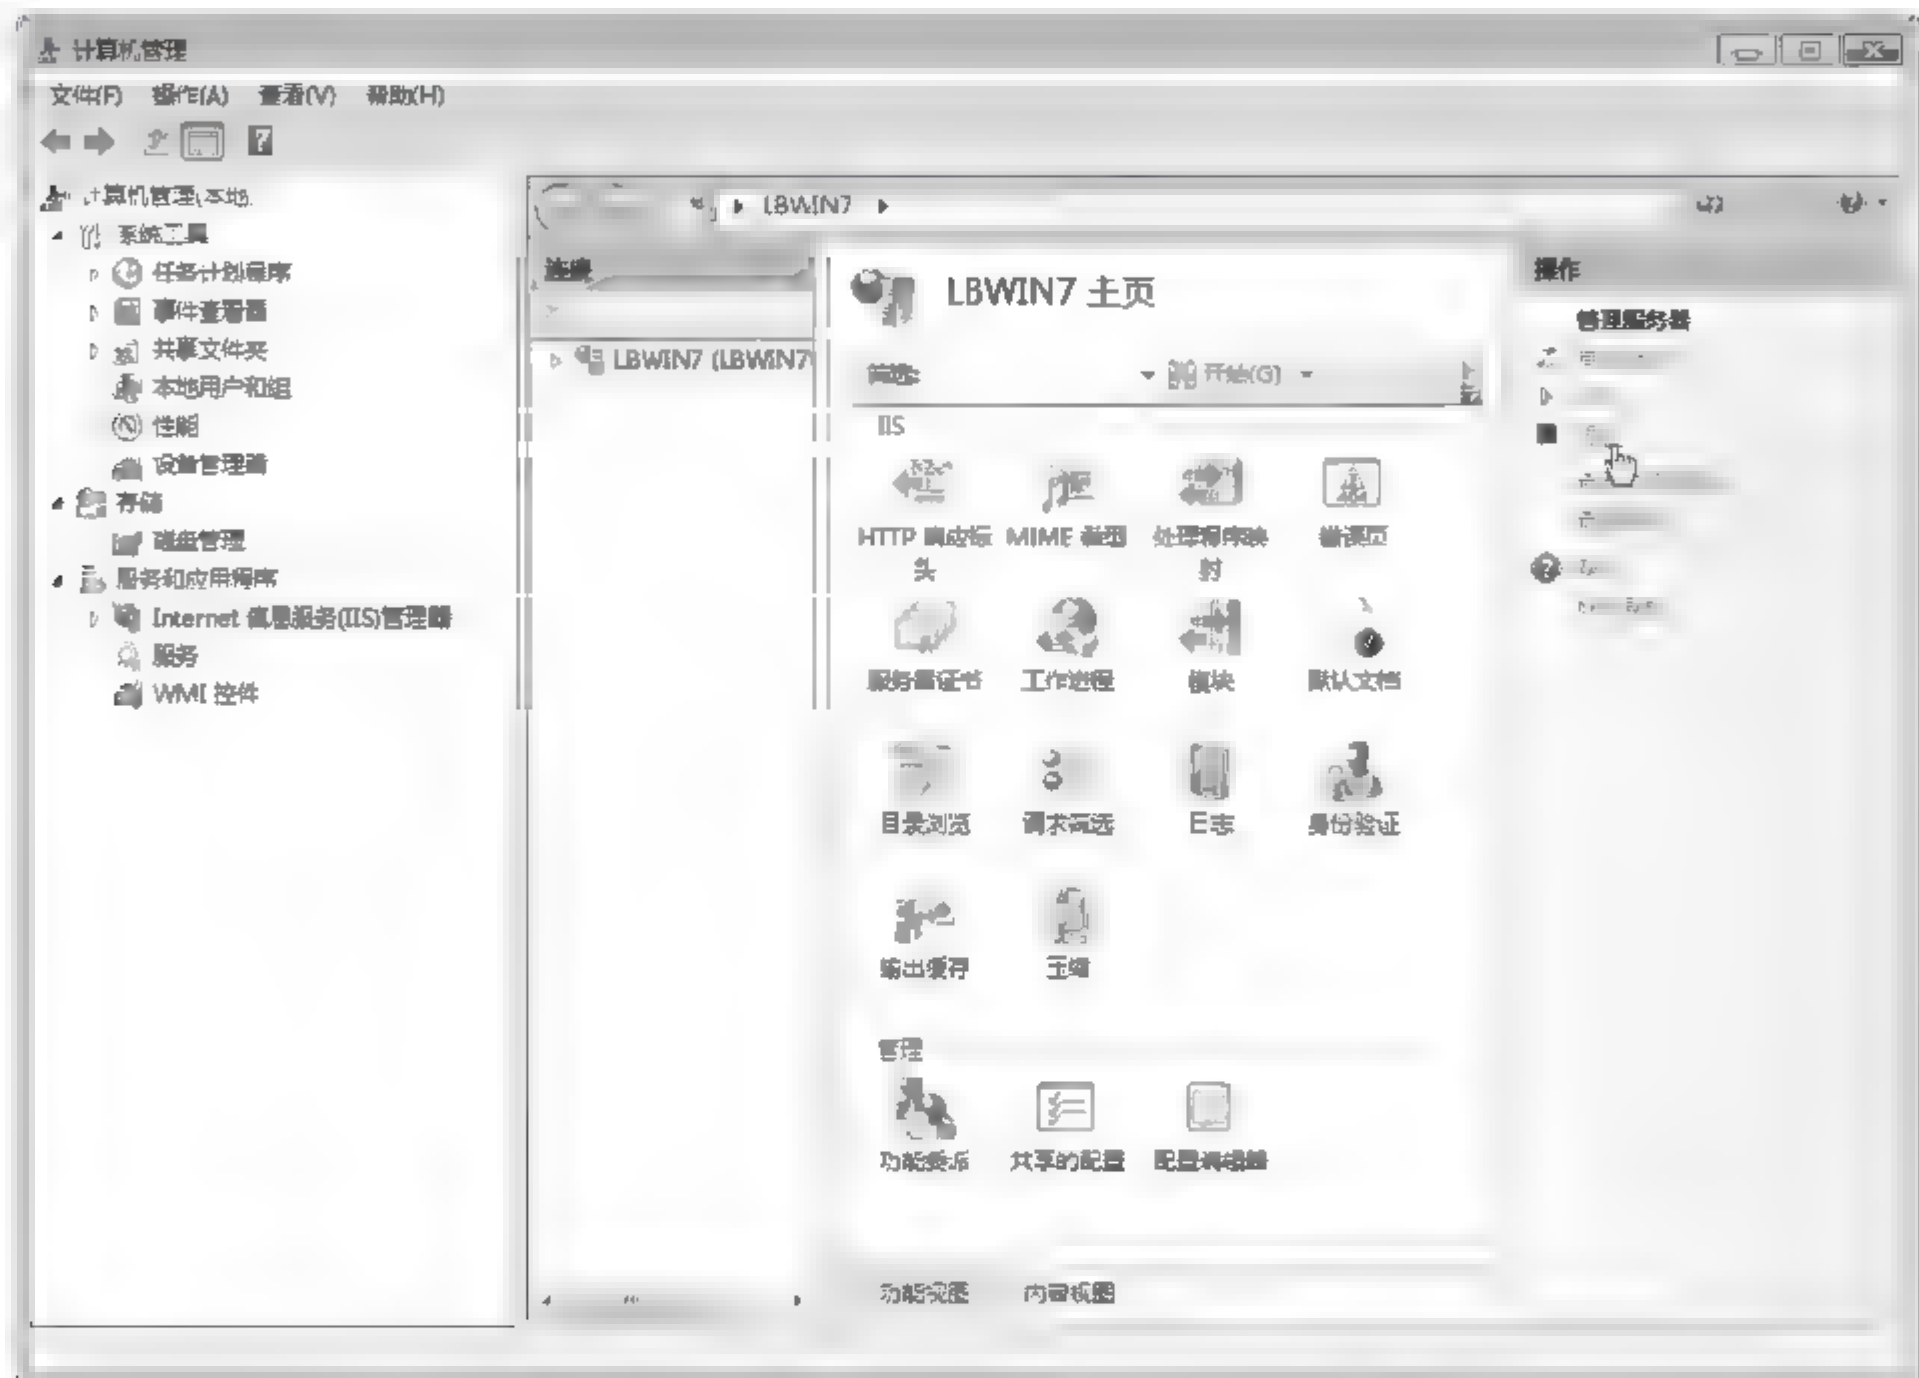 计算机管理
文件(F) 操作(A) 查看(V) 帮助(H)
计算机管理(本地
系统工具
任务计划程序
事件查看器
共享文件夹
本地用户和组
性能
设备管理器
存储
磁盘管理
服务和应用程序
Internet 信息服务(IIS)管理器
服务
WMI 控件
LBWIN7
连接
LBWIN7 (LBWIN7
LBWIN7 主页
筛选:
开始(G)
IIS
HTTP 响应标头
MIME 类型
处理程序映射
错误页
服务器证书
工作进程
模块
默认文档
目录浏览
请求筛选
日志
身份验证
输出缓存
压缩
管理
功能委派
共享的配置
配置编辑器
功能视图
内容视图
操作
管理服务器